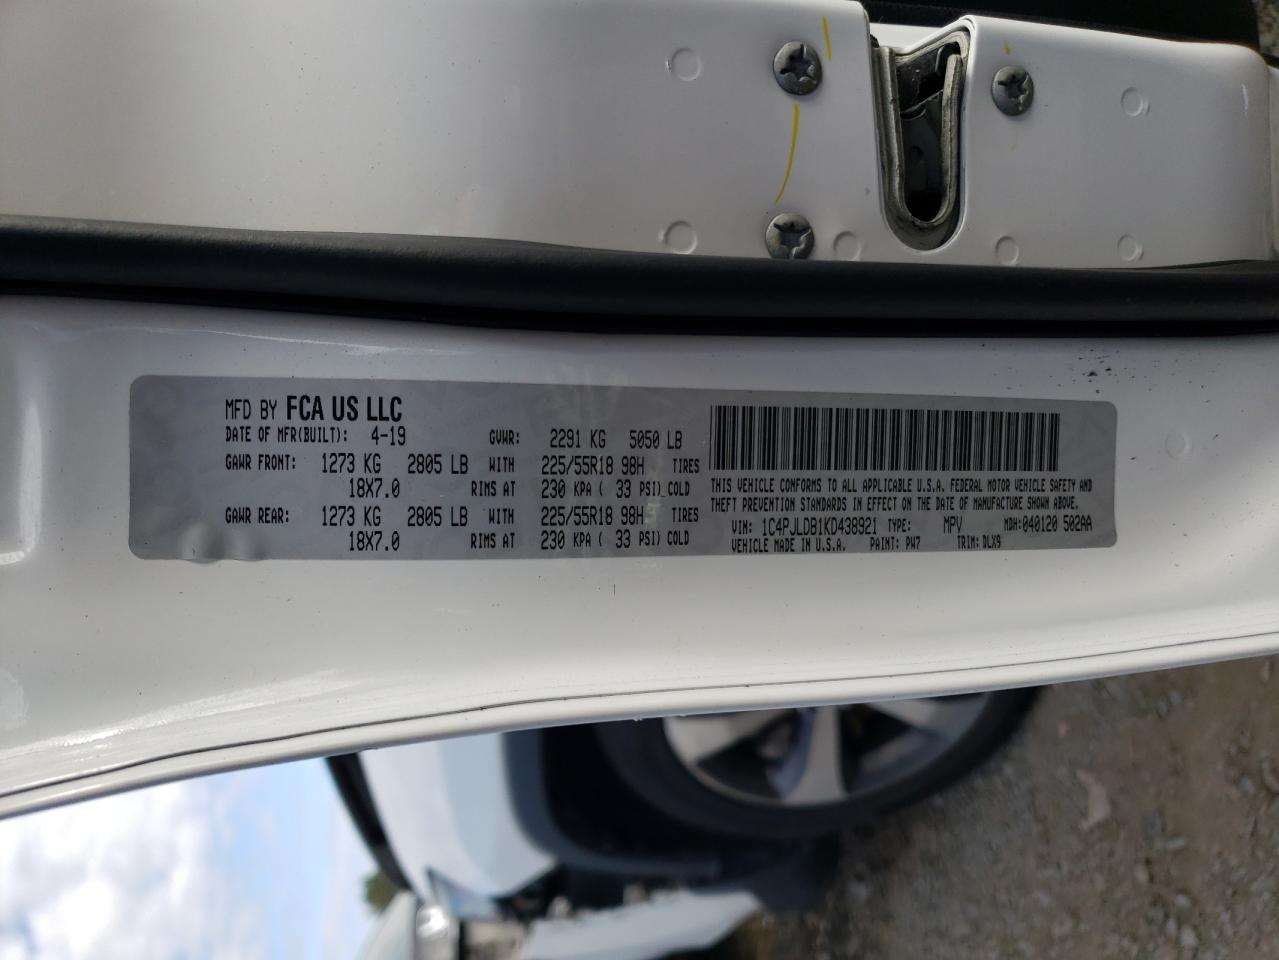 MFD BY FCA US LLC
DATE OF MFR(BUILT): 4-19 GVWR: 2291 KG 5050 LB
GAWR FRONT: 1273 KG 2805 LB WITH 225/55R18 98H TIRES
18X7.0 RIMS AT 230 KPA ( 33 PSI) COLD
GAWR REAR: 1273 KG 2805 LB WITH 225/55R18 98H TIRES
18X7.0 RIMS AT 230 KPA ( 33 PSI) COLD
THIS VEHICLE CONFORMS TO ALL APPLICABLE U.S.A. FEDERAL MOTOR VEHICLE SAFETY AND
THEFT PREVENTION STANDARDS IN EFFECT ON THE DATE OF MANUFACTURE SHOWN ABOVE.
VIN: 1C4PJLDB1KD438921 TYPE: MPV MDH: 040120 502AA
VEHICLE MADE IN U.S.A. PAINT: PW7 TRIM: DLX9